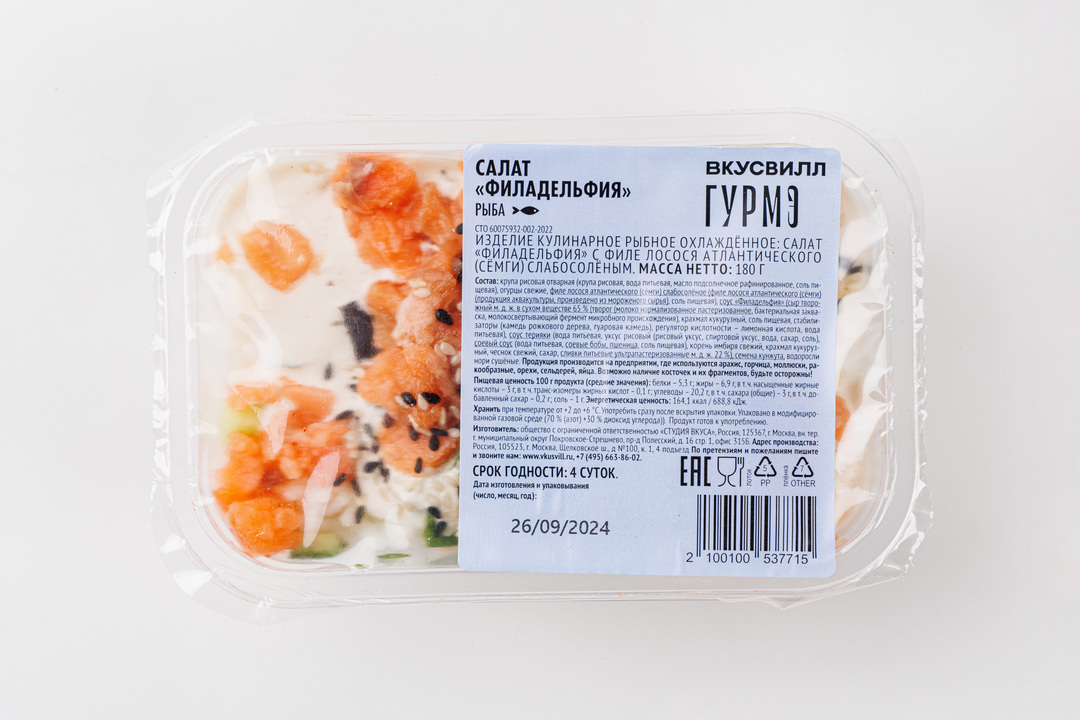 САЛАТ
«ФИЛАДЕЛЬФИЯ»
РЫБА
ВКУСВИЛЛ
ГУРМЭ
СТО 60075932-002-2022
ИЗДЕЛИЕ КУЛИНАРНОЕ РЫБНОЕ ОХЛАЖДЁННОЕ: САЛАТ
«ФИЛАДЕЛЬФИЯ» С ФИЛЕ ЛОСОСЯ АТЛАНТИЧЕСКОГО
(СЁМГИ) СЛАБОСОЛЁНЫМ. МАССА НЕТТО: 180 Г
Состав: крупа рисовая отварная (крупа рисовая, вода питьевая, масло подсолнечное рафинированное, соль пи-
щевая), огурцы свежие, филе лосося атлантического (сёмги) слабосолёное (филе лосося атлантического (сёмги)
(продукция аквакультуры, произведено из мороженого сырья), соль пищевая), соус «Филадельфия» (сыр творо-
жный м. д. ж. в сухом веществе 65 % (творог (молоко нормализованное пастеризованное, бактериальная заква-
ска, молокосвёртывающий фермент микробного происхождения), крахмал кукурузный, соль пищевая, стабили-
заторы (камедь рожкового дерева, гуаровая камедь), регулятор кислотности – лимонная кислота, вода
питьевая), соус терияки (вода питьевая, уксус рисовый (рисовый уксус, спиртовой уксус, вода, сахар, соль),
соевый соус (вода питьевая, соевые бобы, пшеница, соль пищевая), корень имбиря свежий, крахмал кукуруз-
ный, чеснок свежий, сахар, сливки питьевые ультрапастеризованные м. д. ж. 22 %), семена кунжута, водоросли
нори сушёные. Продукция производится на предприятии, где используются арахис, горчица, моллюски, ра-
кообразные, орехи, сельдерей, яйца. Возможно наличие косточек и их фрагментов, будьте осторожны!
Пищевая ценность 100 г продукта (средние значения): белки – 5,3 г; жиры – 6,9 г, в т. ч. насыщенные жирные
кислоты – 3 г, в т. ч. транс-изомеры жирных кислот – 0,1 г; углеводы – 20,2 г, в т. ч. сахара (общие) – 3 г, в т. ч. до-
бавленный сахар – 0,2 г; соль – 1 г. Энергетическая ценность: 164,1 ккал / 688,8 кДж.
Хранить при температуре от +2 до +6 °С. Употребить сразу после вскрытия упаковки. Упаковано в модифициро-
ванной газовой среде (70 % (азот) +30 % диоксид углерода)). Продукт готов к употреблению.
Изготовитель: общество с ограниченной ответственностью «СТУДИЯ ВКУСА», Россия, 125367, г. Москва, вн. тер.
г. муниципальный округ Покровское-Стрешнево, пр-д Полесский, д. 16 стр. 1, офис 315Б. Адрес производства:
Россия, 105523, г. Москва, Щелковское ш., д №100, к. 1, 4 подъезд По претензиям и пожеланиям пишите
и звоните нам: www.vkusvill.ru, +7 (495) 663-86-02.
СРОК ГОДНОСТИ: 4 СУТОК.
Дата изготовления и упаковывания
(число, месяц, год):
26/09/2024
ЕАС
лоток
5
PP
плёнка
7
OTHER
2 100100 537715